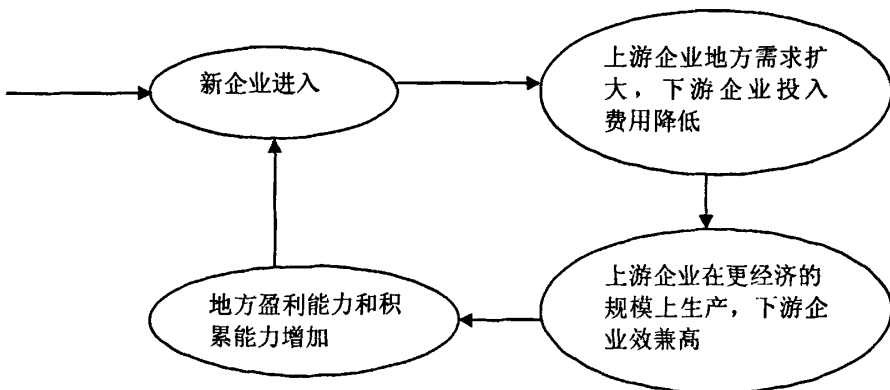 新企业进入
上游企业地方需求扩
大，下游企业投入
费用降低
上游企业在更经济的
规模上生产，下游企
业效兼高
地方盈利能力和积
累能力增加